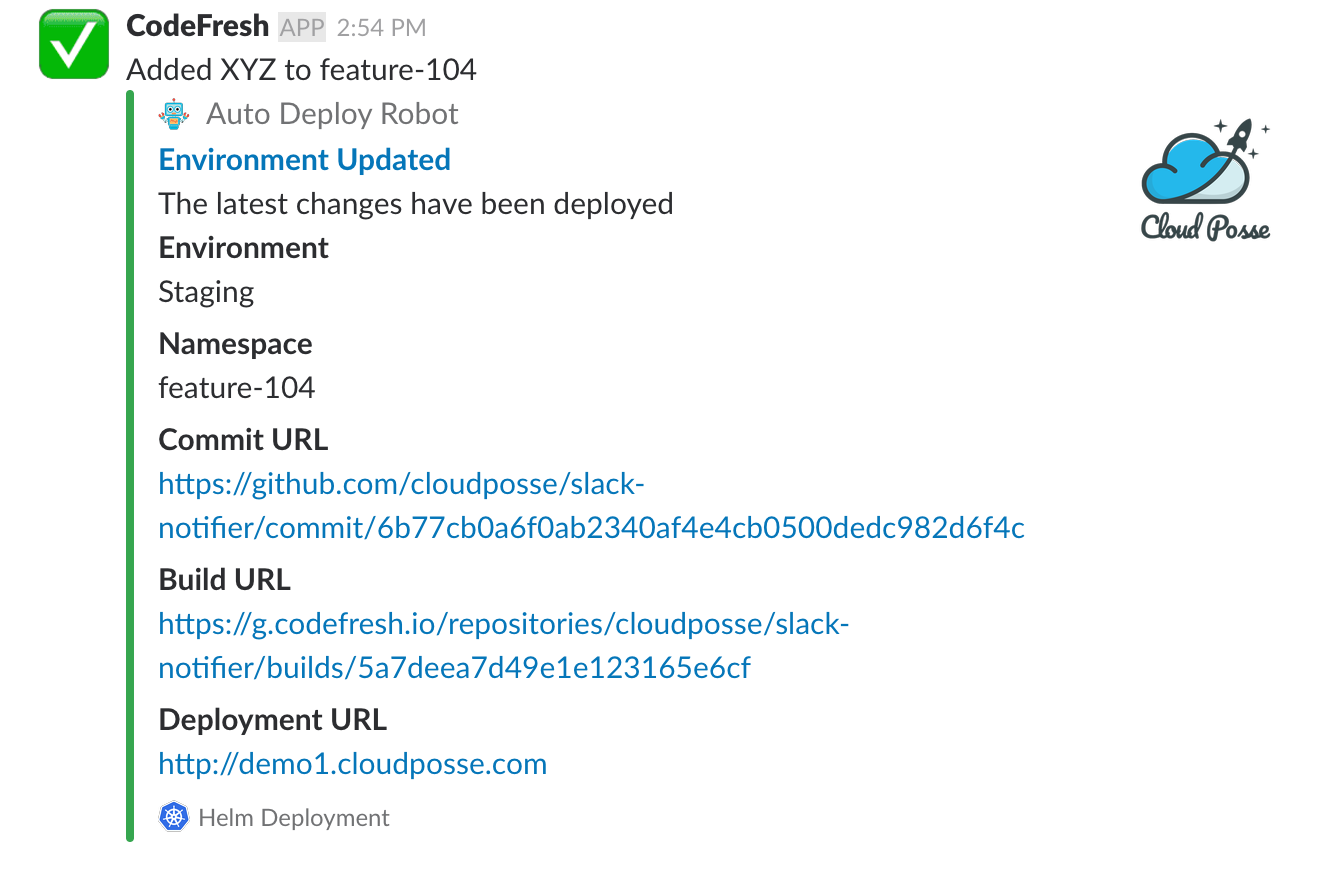 CodeFresh APP 2:54 PM
Added XYZ to feature-104
Auto Deploy Robot
Environment Updated
The latest changes have been deployed
Cloud Posse
Environment
Staging
Namespace
feature-104
Commit URL
https://github.com/cloudposse/slack-
notifier/commit/6b77cb0a6f0ab2340af4e4cb0500dedc982d6f4c
Build URL
https://g.codefresh.io/repositories/cloudposse/slack-
notifier/builds/5a7deea7d49e1e123165e6cf
Deployment URL
http://demo1.cloudposse.com
Helm Deployment